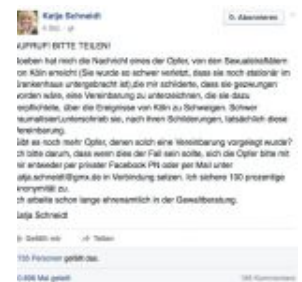 Katja Schneidt
Abonnieren
AUFRUF! BITTE TEILEN!
Soeben hat mich die Nachricht eines der Opfer, von den Sexualstraftätern
von Köln erreicht (Sie wurde so schwer verletzt, dass sie noch stationär im
Krankenhaus untergebracht ist),die mir schilderte, dass sie gezwungen
worden wäre, eine Vereinbarung zu unterzeichnen, die sie dazu
verpflichtete, über die Ereignisse von Köln zu Schweigen. Schwer
traumatisiert,unterschrieb sie, nach ihren Schilderungen, tatsächlich diese
Vereinbarung.
Gibt es noch mehr Opfer, denen solch eine Vereinbarung vorgelegt wurde?
Ich bitte darum, dass wenn dies der Fall sein sollte, sich die Opfer bitte mit
mir entweder per privater Facebook PN oder per Mail unter
katja.schneidt@gmx.de in Verbindung setzen. Ich sichere 100 prozentige
Anonymität zu.
Ich arbeite schon lange ehrenamtlich in der Gewaltberatung.
Katja Schneidt
Gefällt mir Teilen
Personen gefällt das.
Mal geteilt Kommentare